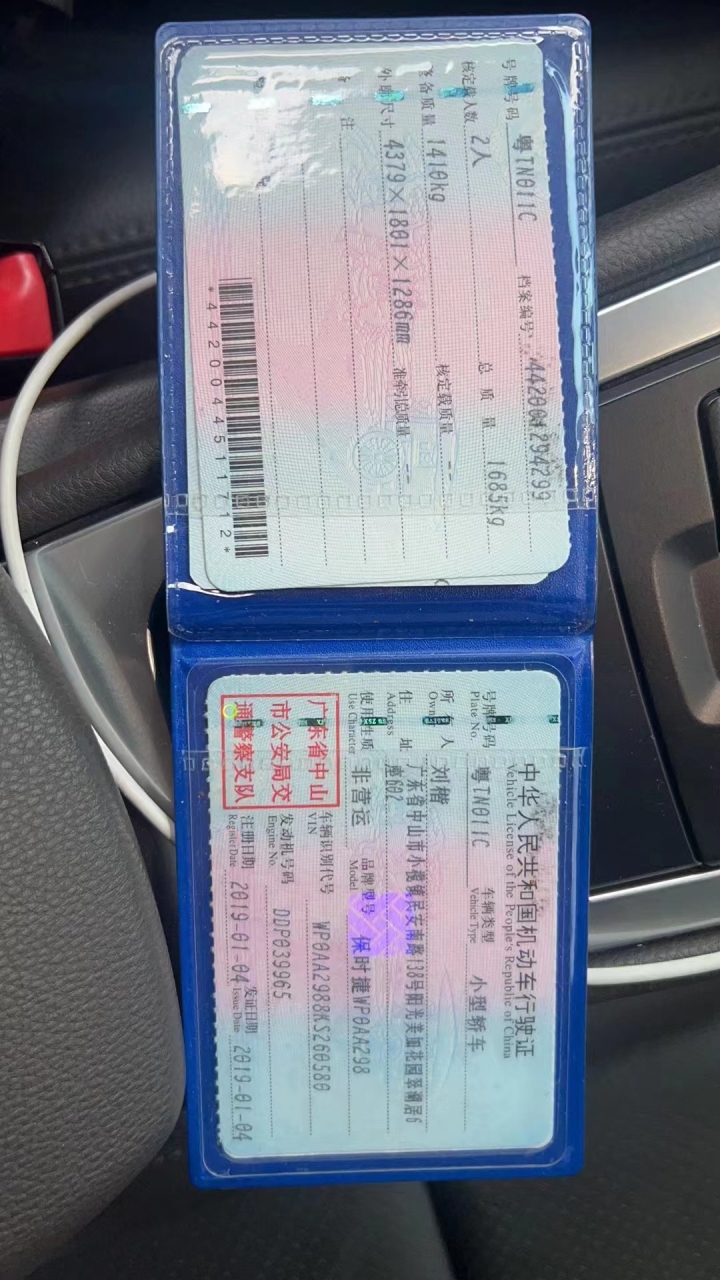 中华人民共和国机动车行驶证
Vehicle License of the People's Republic of China
号牌号码 粤TN011C 车辆类型 小型轿车
Plate No. Vehicle Type
所有人 刘楷
Owner
住址 广东省中山市小榄镇民安南路138号阳光美加花园翠湖居6
Address 座602
使用性质 非营运 品牌型号 保时捷WP0AA298
Use Character Model
广东省中山
市公安局交
通警察支队
车辆识别代号 WP0AA2988KS260580
VIN
发动机号码 DDP039965
Engine No.
注册日期 2019-01-04 发证日期 2019-01-04
Register Date Issue Date
号牌号码 粤TN011C 档案编号 442001294299
核定载人数 2人 总质量 1685kg
整备质量 1410kg 核定载质量 --
外廓尺寸 4379×1801×1286mm 准牵引总质量 --
备注